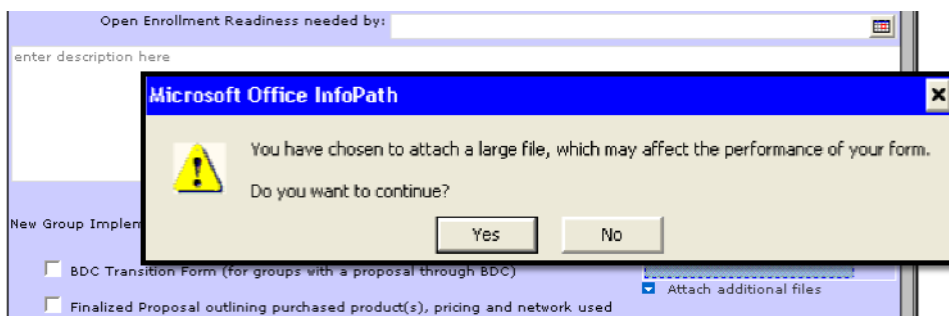 Open Enrollment Readiness needed by:
enter description here
Microsoft Office InfoPath
You have chosen to attach a large file, which may affect the performance of your form.
Do you want to continue?
Yes No
New Group Implem
BDC Transition Form (for groups with a proposal through BDC)
Attach additional files
Finalized Proposal outlining purchased product(s), pricing and network used